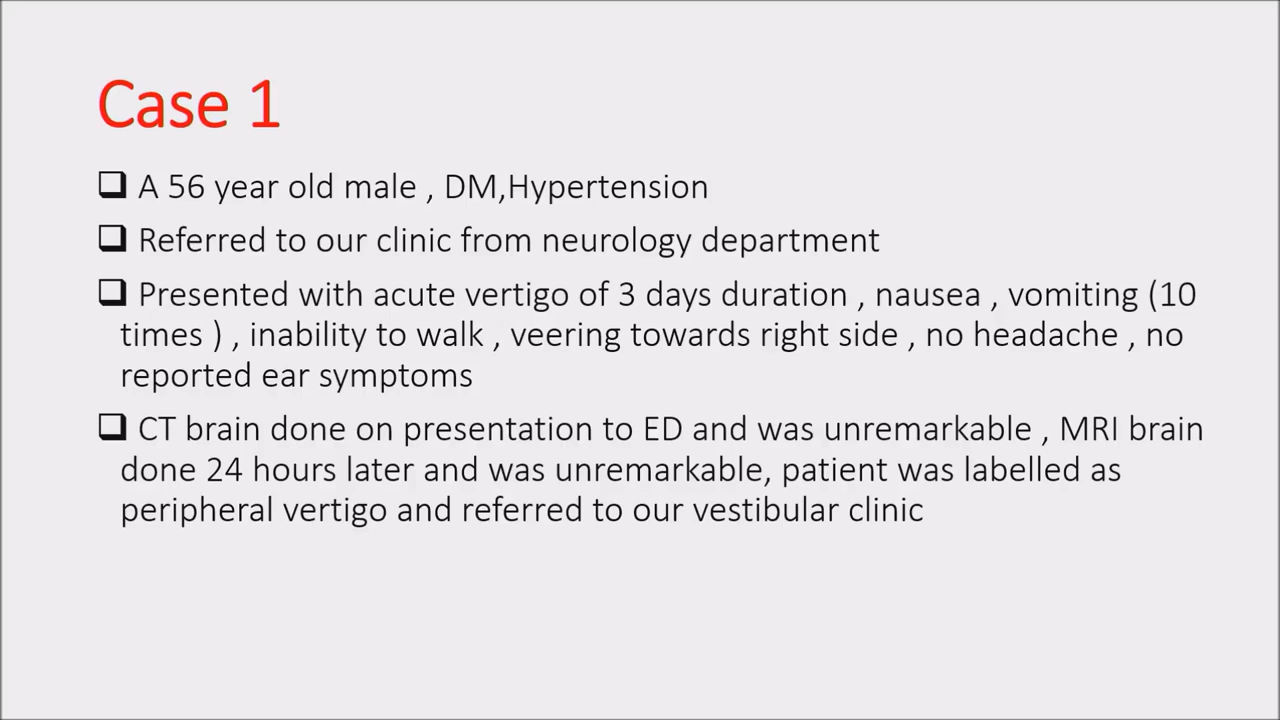 Case 1
A 56 year old male , DM,Hypertension
Referred to our clinic from neurology department
Presented with acute vertigo of 3 days duration , nausea , vomiting (10
times ) , inability to walk , veering towards right side , no headache , no
reported ear symptoms
CT brain done on presentation to ED and was unremarkable , MRI brain
done 24 hours later and was unremarkable, patient was labelled as
peripheral vertigo and referred to our vestibular clinic